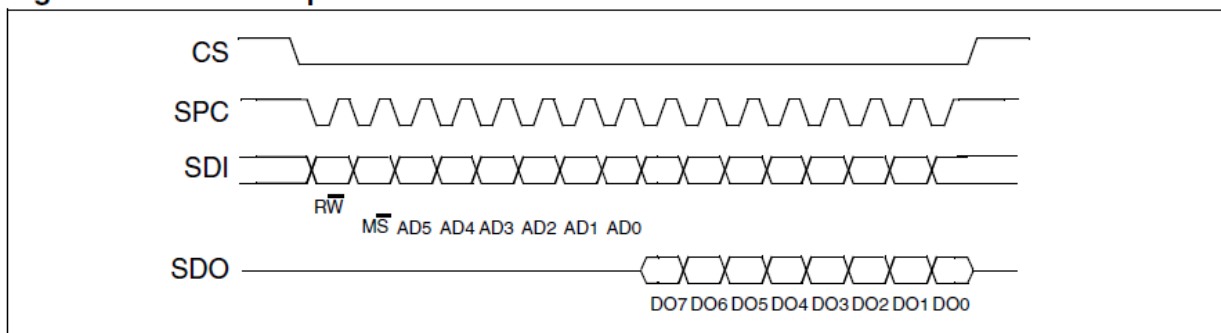 CS
SPC
SDI
RW̅
MS̅ AD5 AD4 AD3 AD2 AD1 AD0
SDO
DO7 DO6 DO5 DO4 DO3 DO2 DO1 DO0